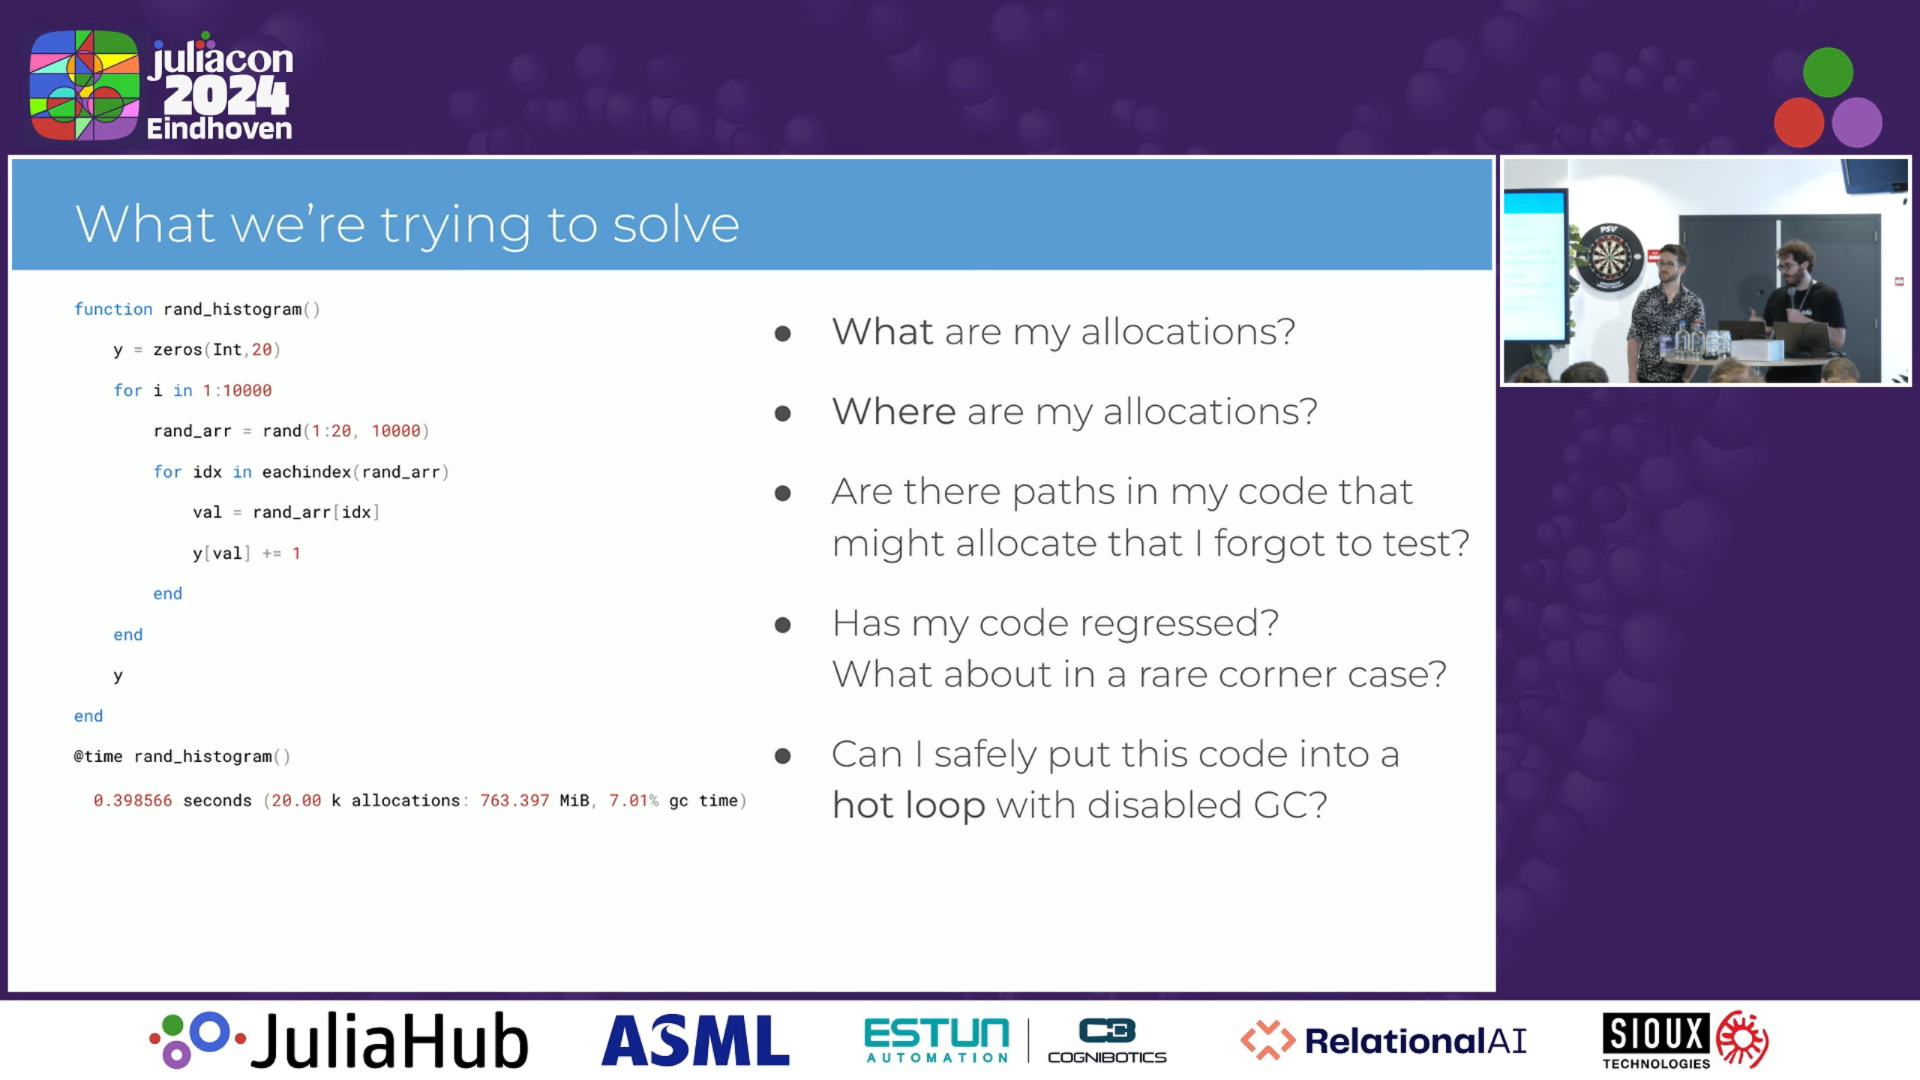 juliacon
2024
Eindhoven
What we're trying to solve
function rand_histogram()
y = zeros(Int,20)
for i in 1:10000
rand_arr = rand(1:20, 10000)
for idx in eachindex(rand_arr)
val = rand_arr[idx]
y[val] += 1
end
end
y
end
@time rand_histogram()
0.398566 seconds (20.00 k allocations: 763.397 MiB, 7.01% gc time)
● What are my allocations?
● Where are my allocations?
● Are there paths in my code that
might allocate that I forgot to test?
● Has my code regressed?
What about in a rare corner case?
● Can I safely put this code into a
hot loop with disabled GC?
PSV
JuliaHub
ASML
ESTUN
AUTOMATION
COGNIBOTICS
RelationalAI
SIOUX
TECHNOLOGIES